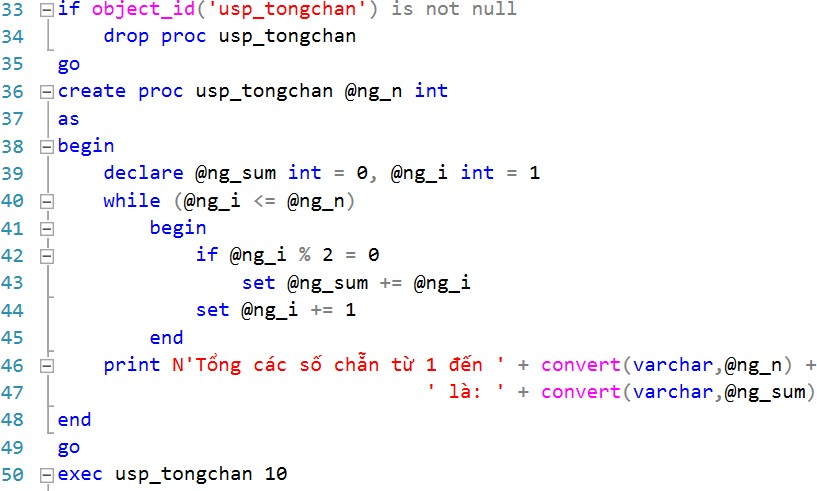 33 if object_id('usp_tongchan') is not null
34     drop proc usp_tongchan
35 go
36 create proc usp_tongchan @ng_n int
37 as
38 begin
39     declare @ng_sum int = 0, @ng_i int = 1
40     while (@ng_i <= @ng_n)
41         begin
42             if @ng_i % 2 = 0
43                 set @ng_sum += @ng_i
44             set @ng_i += 1
45         end
46     print N'Tổng các số chẵn từ 1 đến ' + convert(varchar,@ng_n) +
47                                 ' là: ' + convert(varchar,@ng_sum)
48 end
49 go
50 exec usp_tongchan 10